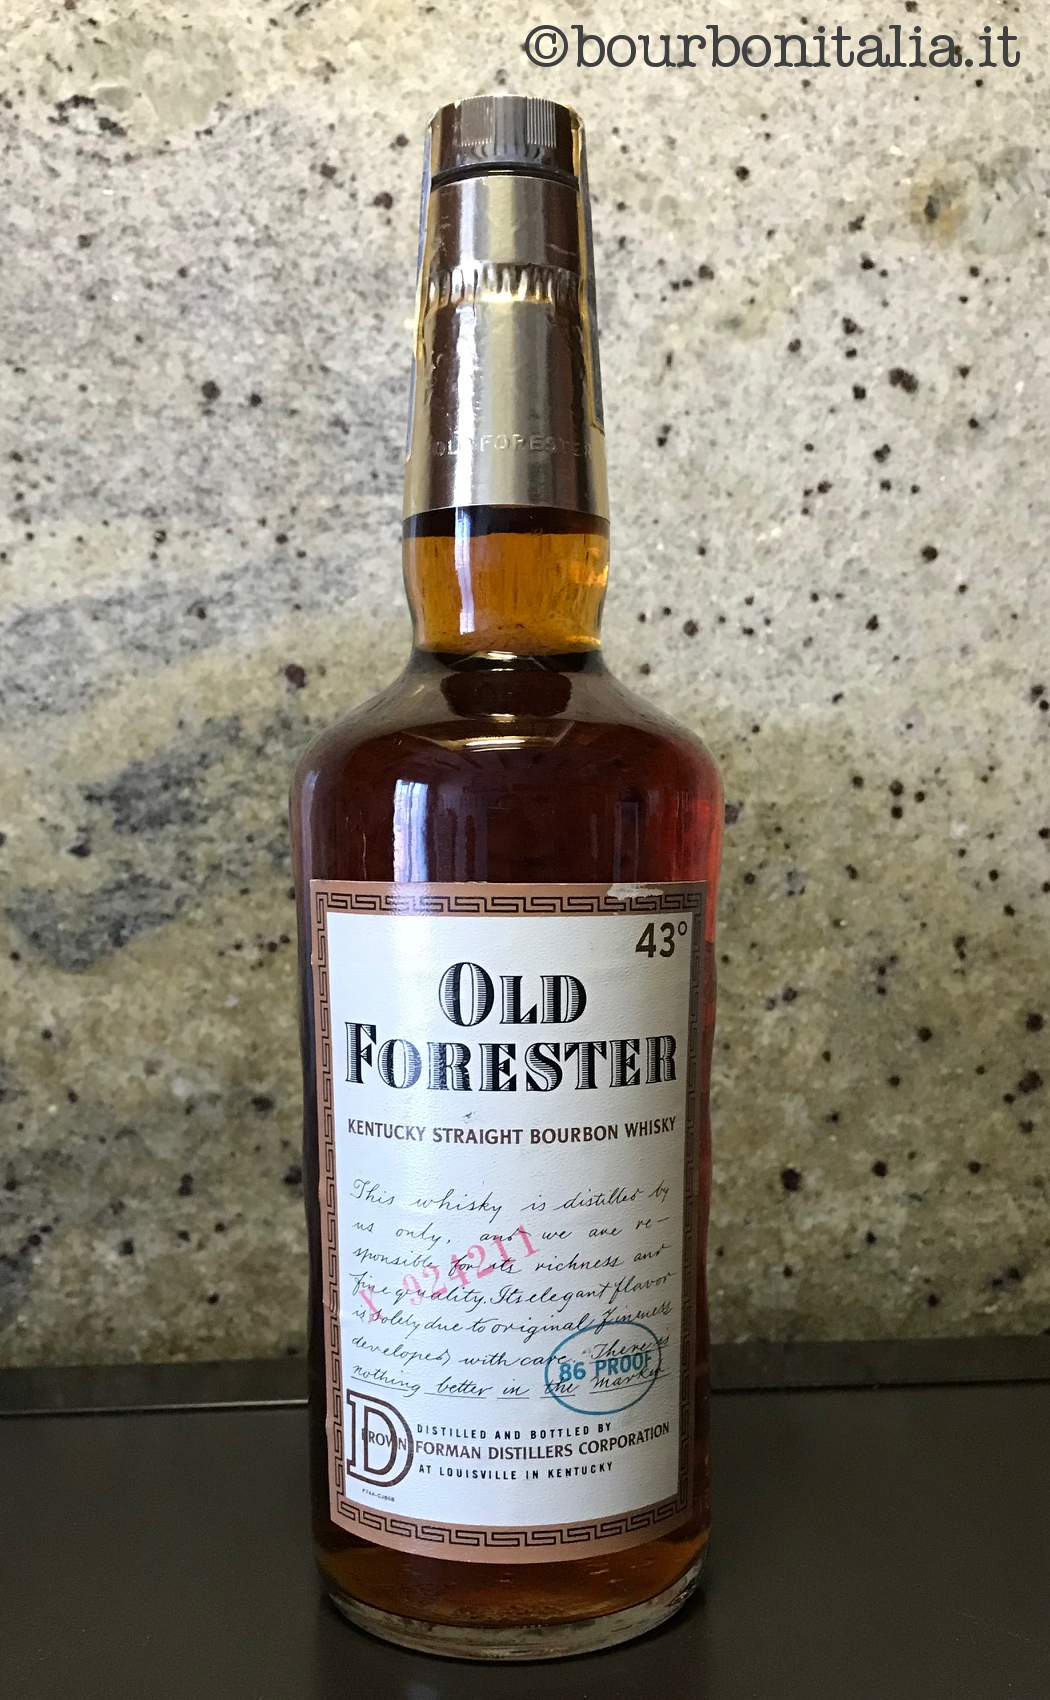 ©bourbonitalia.it
OLD FORESTER
43°
OLD
FORESTER
KENTUCKY STRAIGHT BOURBON WHISKY
This whisky is distilled by
us only, and we are re-
sponsible for its richness and
fine quality. Its elegant flavor
is solely due to original fineness
developed with care. There is
nothing better in the market
924211
86 PROOF
DISTILLED AND BOTTLED BY
BROWN-FORMAN DISTILLERS CORPORATION
AT LOUISVILLE IN KENTUCKY